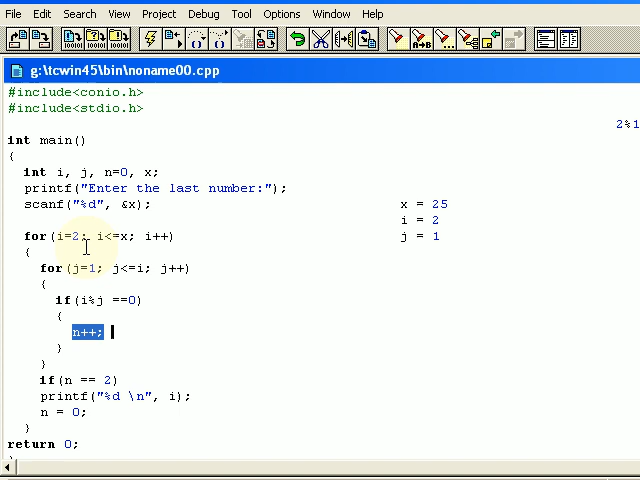 File Edit Search View Project Debug Tool Options Window Help
g:\tcwin45\bin\noname00.cpp
#include<conio.h>
#include<stdio.h>
2%1
int main()
{
int i, j, n=0, x;
printf("Enter the last number:");
scanf("%d", &x);
x = 25
i = 2
for(i=2; i<=x; i++)
j = 1
{
for(j=1; j<=i; j++)
{
if(i%j ==0)
{
n++;
}
}
if(n == 2)
printf("%d \n", i);
n = 0;
}
return 0;